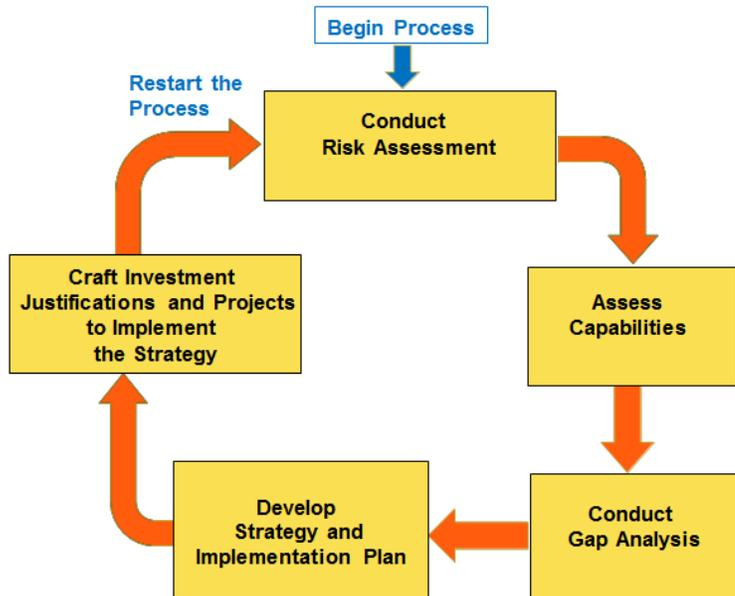 Begin Process
Restart the
Process
Conduct
Risk Assessment
Assess
Capabilities
Conduct
Gap Analysis
Develop
Strategy and
Implementation Plan
Craft Investment
Justifications and Projects
to Implement
the Strategy